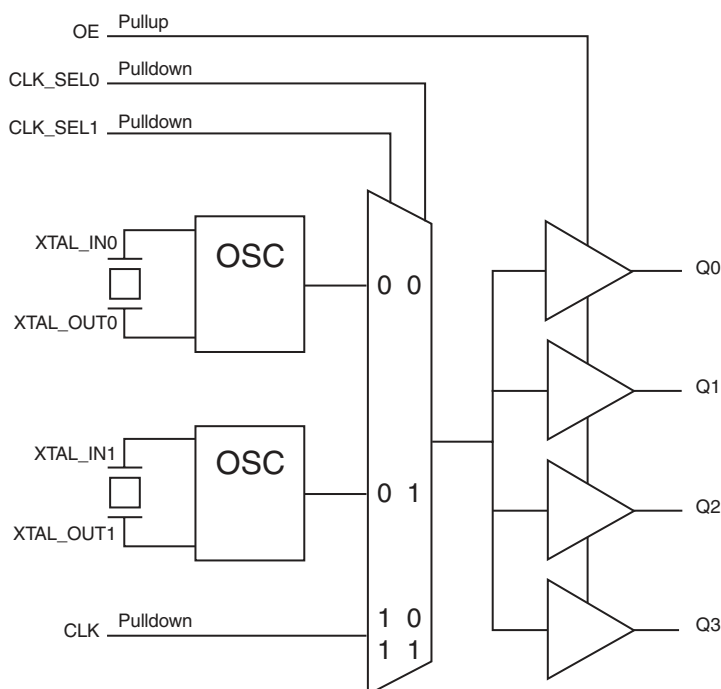 OE Pullup
CLK_SEL0 Pulldown
CLK_SEL1 Pulldown
XTAL_IN0
OSC
XTAL_OUT0
0 0
Q0
Q1
XTAL_IN1
OSC
XTAL_OUT1
0 1
Q2
CLK Pulldown
1 0
1 1
Q3